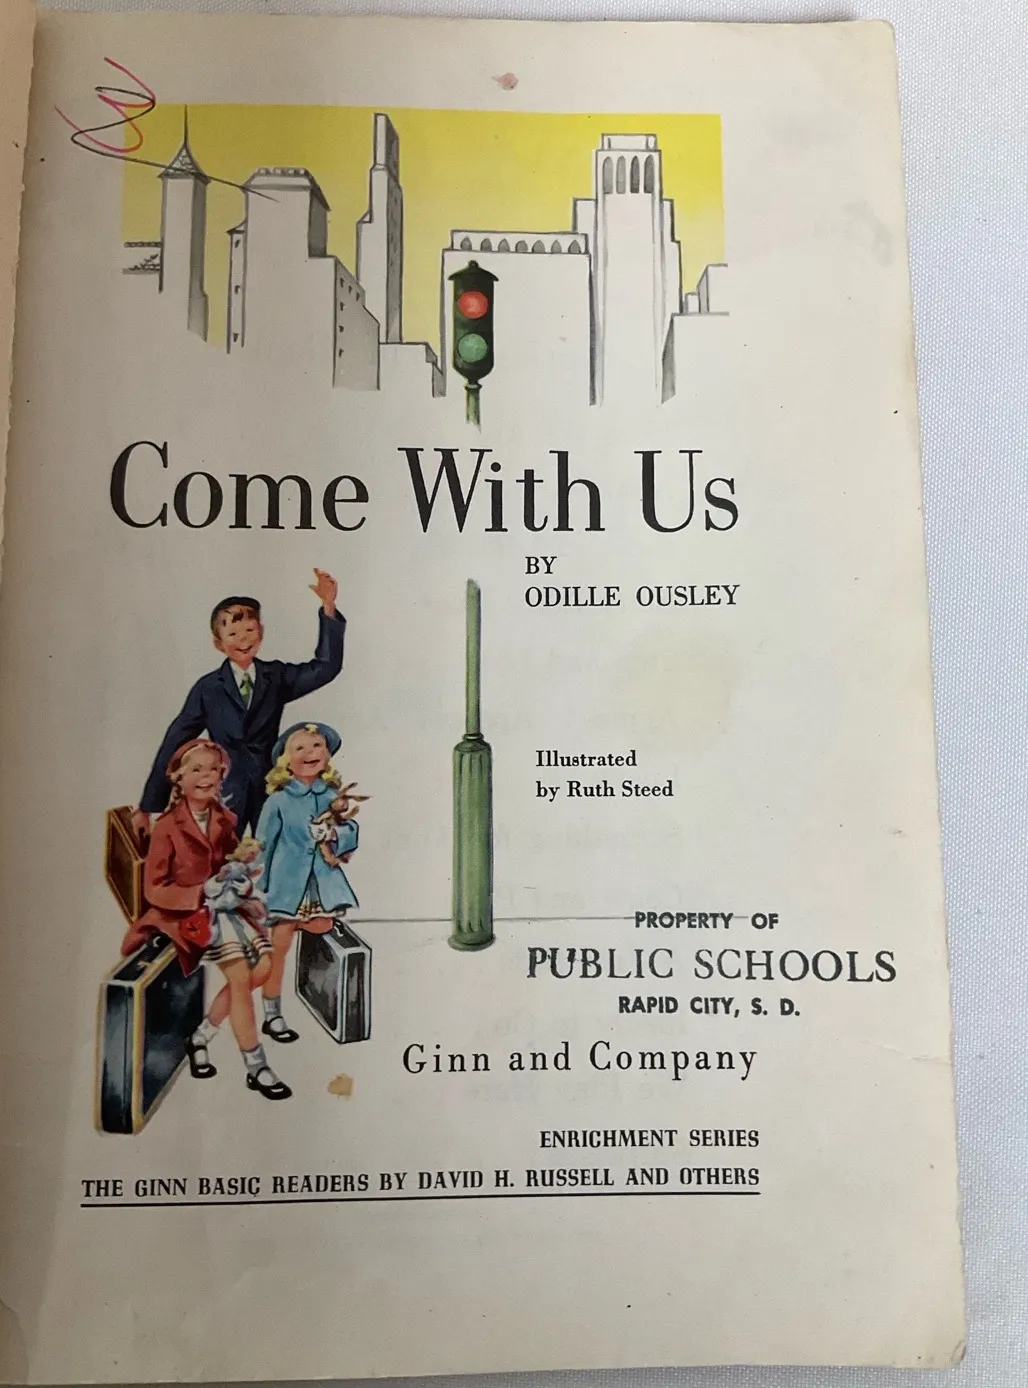 Come With Us
BY
ODILLE OUSLEY
Illustrated
by Ruth Steed
PROPERTY OF
PUBLIC SCHOOLS
RAPID CITY, S. D.
Ginn and Company
ENRICHMENT SERIES
THE GINN BASIC READERS BY DAVID H. RUSSELL AND OTHERS